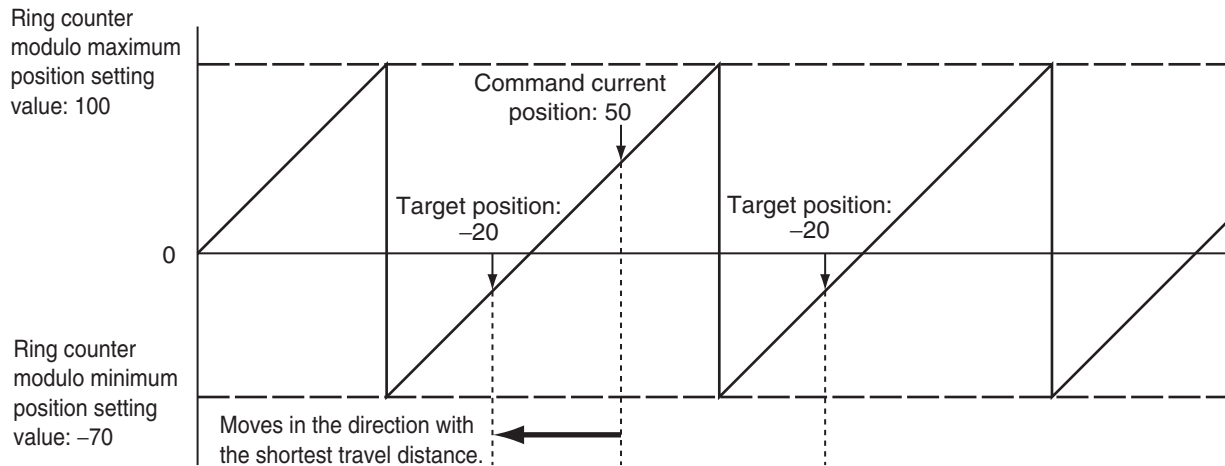 Ring counter
modulo maximum
position setting
value: 100
Command current
position: 50
Target position:
–20
Target position:
–20
0
Ring counter
modulo minimum
position setting
value: –70
Moves in the direction with
the shortest travel distance.